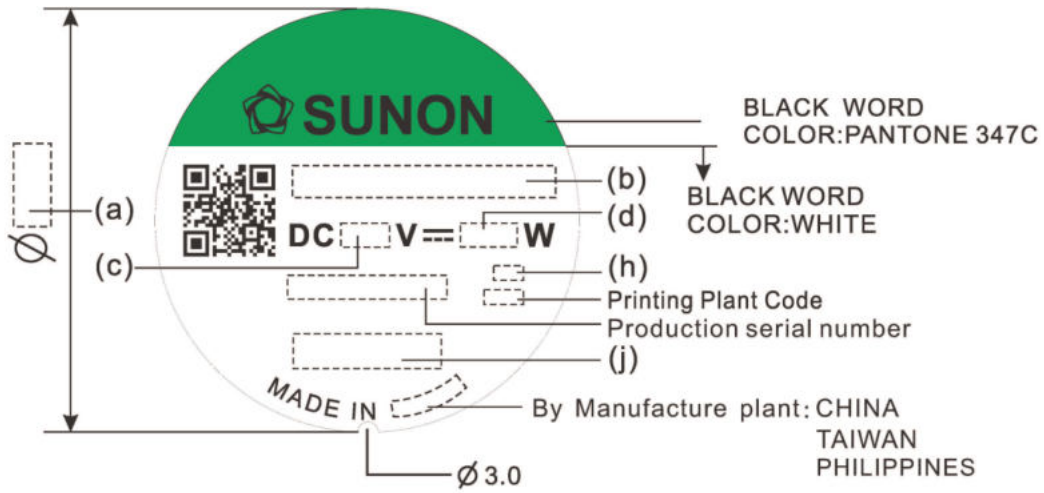 SUNON
BLACK WORD
COLOR:PANTONE 347C
BLACK WORD
COLOR:WHITE
(a)
(b)
DC V W
(d)
(c)
(h)
Printing Plant Code
Production serial number
(j)
MADE IN
By Manufacture plant: CHINA
TAIWAN
PHILIPPINES
Ø
Ø 3.0